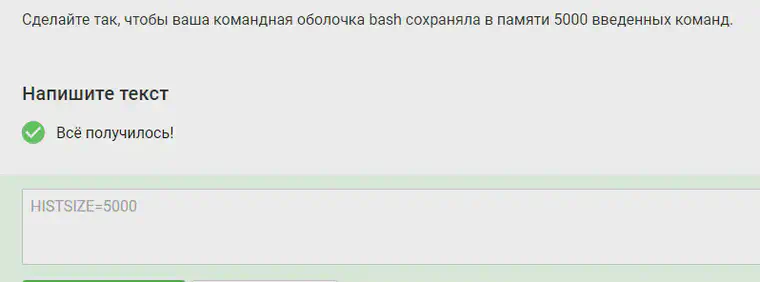 Сделайте так, чтобы ваша командная оболочка bash сохраняла в памяти 5000 введенных команд.
Напишите текст
Всё получилось!
HISTSIZE=5000